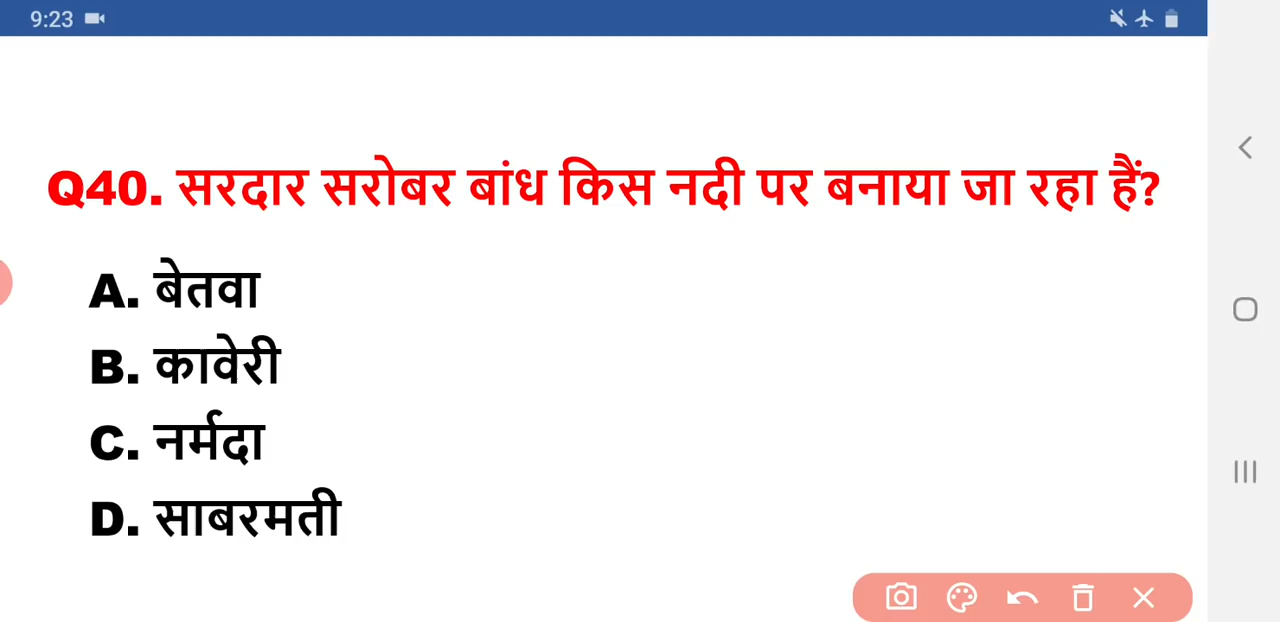 9:23
Q40. सरदार सरोबर बांध किस नदी पर बनाया जा रहा हैं?
A. बेतवा
B. कावेरी
C. नर्मदा
D. साबरमती